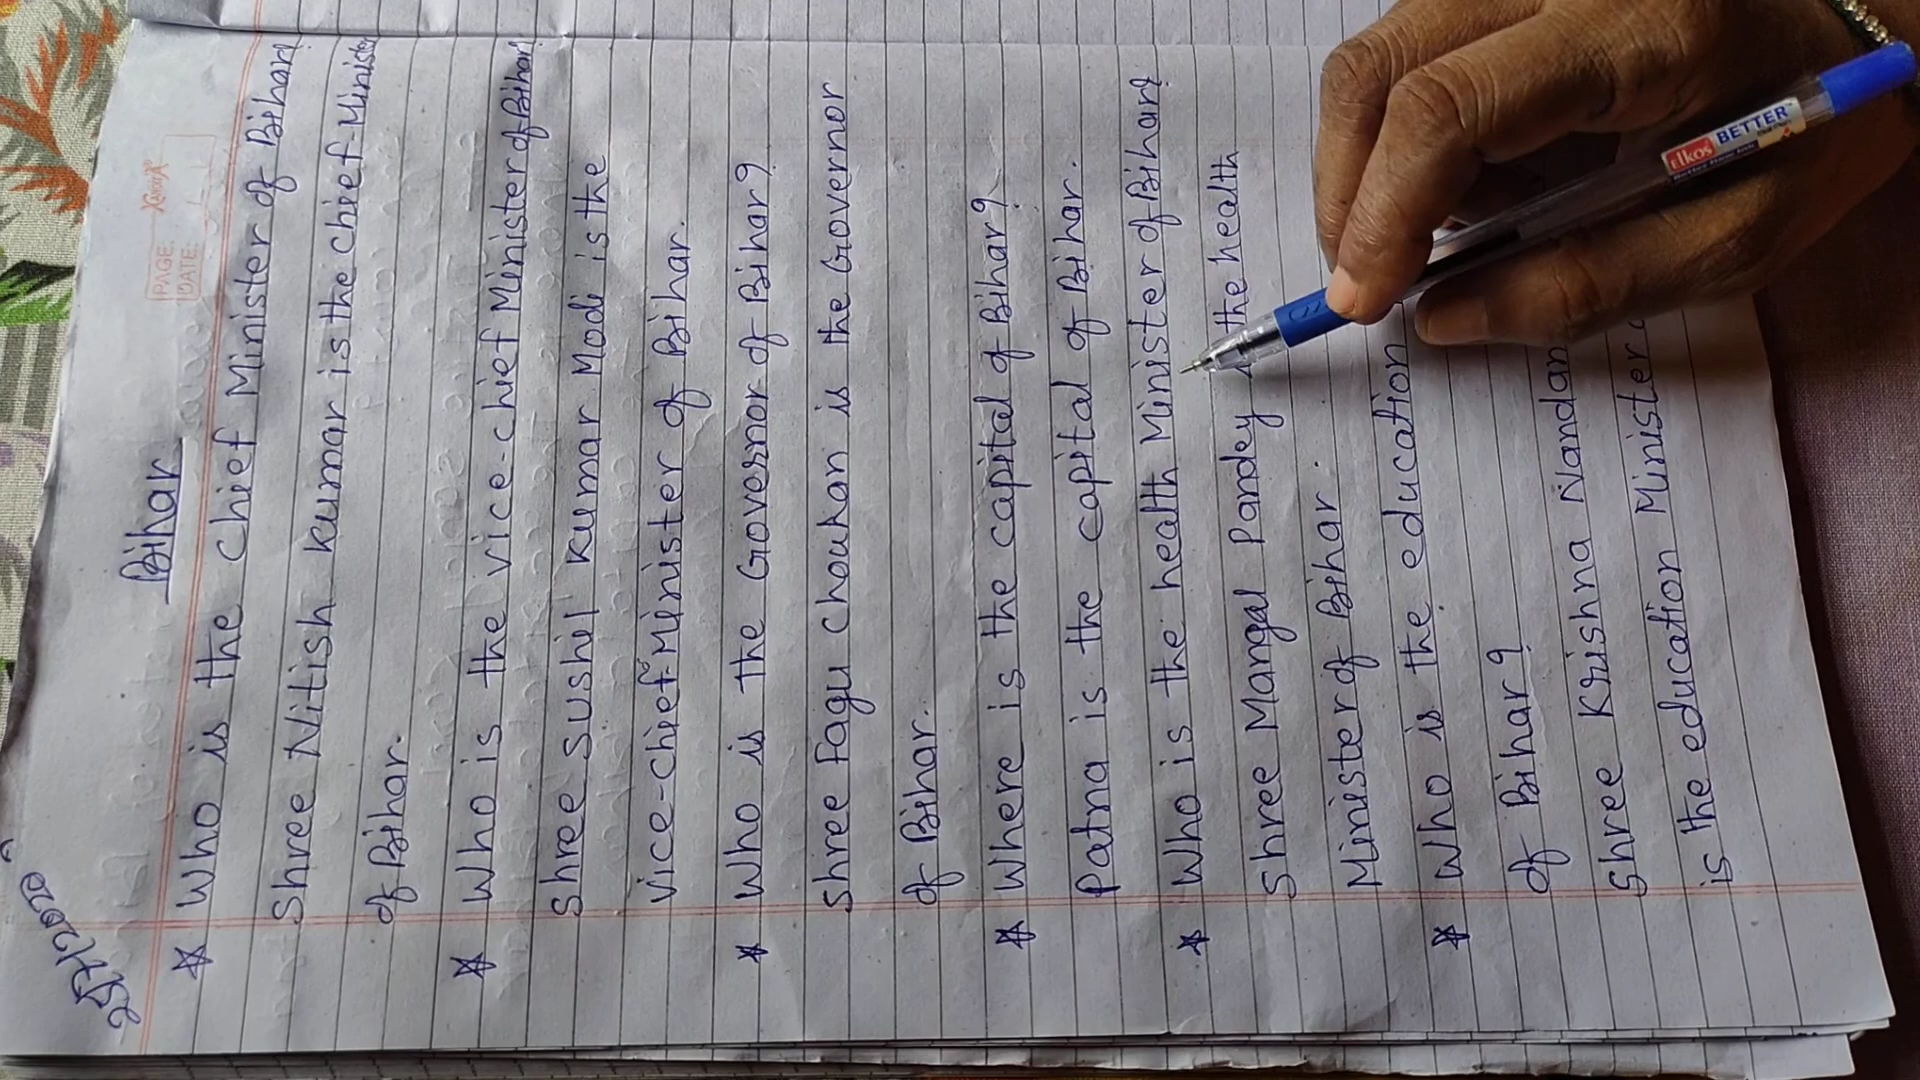 Bihar
PAGE:
DATE:
* Who is the Chief Minister of Bihar?
Shree Nitish kumar is the Chief-Minister
of Bihar.
* Who is the vice-chief Minister of Bihar?
Shree sushil kumar Modi is the
vice-chief-Minister of Bihar.
* Who is the Governor of Bihar?
Shree Fagu Chowhan is the Governor
of Bihar.
* Where is the capital of Bihar?
Patna is the capital of Bihar.
* Who is the health Minister of Bihar?
Shree Mangal Pandey the health
Minister of Bihar.
* Who is the education
of Bihar?
Shree Krishna Nandan
is the education Minister
elkos BETTER